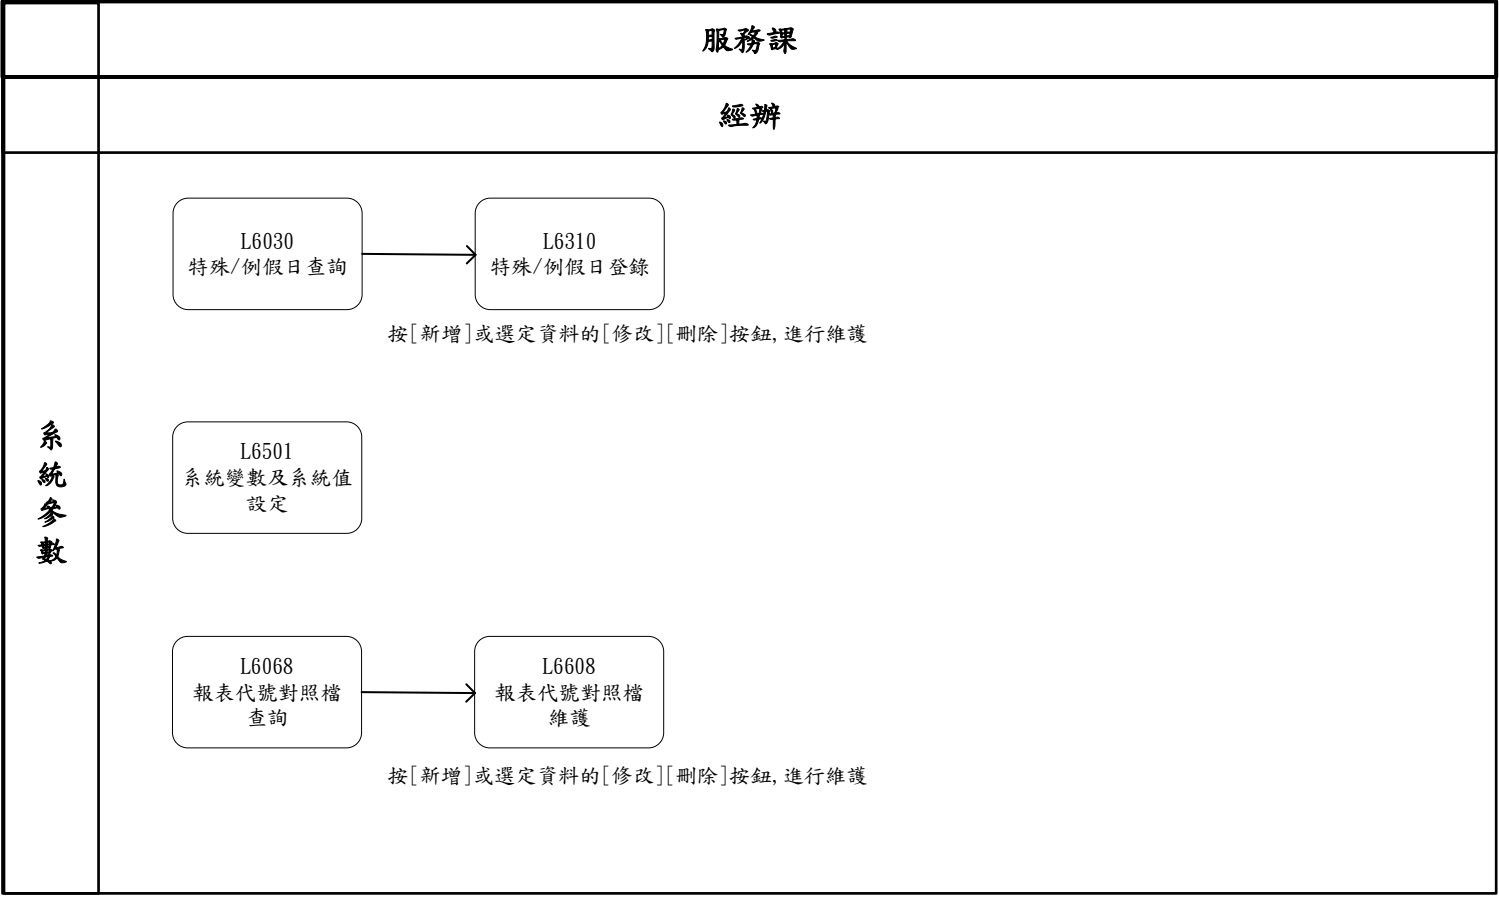 服務課
經辦
系
統
參
數
L6030
特殊/例假日查詢
L6310
特殊/例假日登錄
按[新增]或選定資料的[修改][刪除]按鈕,進行維護
L6501
系統變數及系統值
設定
L6068
報表代號對照檔
查詢
L6608
報表代號對照檔
維護
按[新增]或選定資料的[修改][刪除]按鈕,進行維護